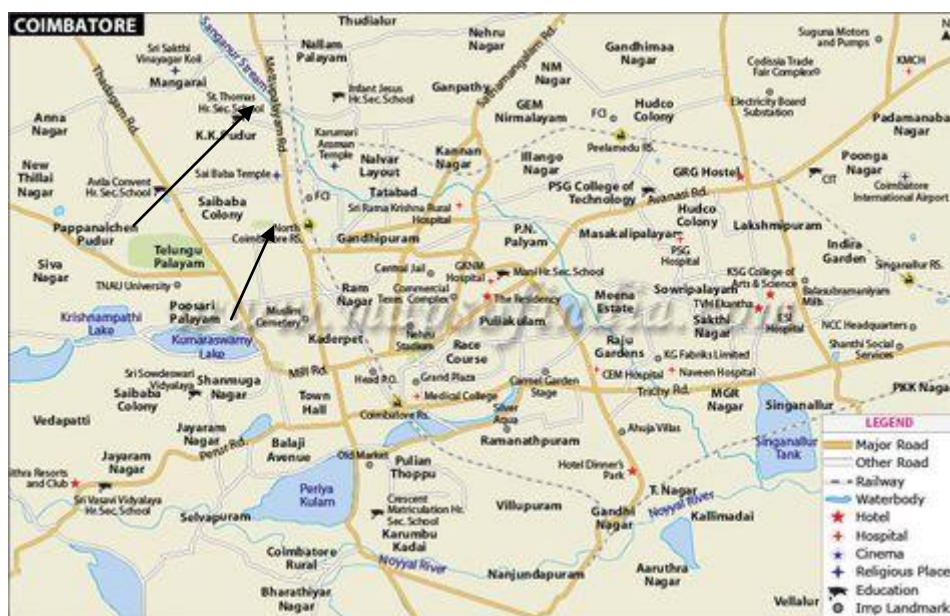 COIMBATORE
Thudialur
Sri Sakthi
Vinayagar Koil
Mangarai
Sanganur Stream
Mettupalayam Rd.
Nallam
Palayam
Nehru
Nagar
Sathamangalam Rd.
Gandhimaa
Nagar
Suguna Motors
and Pumps
Codissia Trade
Fair Complex
KMCH
Thadagam Rd.
St. Thomas
Hr. Sec. School
Infant Jesus
Hr. Sec. School
Ganpathy
NM
Nagar
Electricity Board
Substation
Anna
Nagar
K.K.Pudur
Karumari
Amman
Temple
GEM
Nirmalayam
FCI
Hudco
Colony
Padamanaba
Nagar
Peelamedu RS.
New
Thillai
Nagar
Avila Convent
Hr. Sec. School
Sai Baba Temple
Nalvar
Layout
Kannan
Nagar
Illango
Nagar
GRG Hostel
Poonga
Nagar
CIT
Coimbatore
International Airport
Saibaba
Colony
FCI
Tatabad
Sri Rama Krishna Rural
Hospital
PSG College of
Technology
Avanasi Rd.
Hudco
Colony
Pappanaichen
Pudur
North
Coimbatore RS.
Gandhipuram
P.N.
Palyam
Masakalipalayam
Lakshmipuram
PSG
Hospital
Indira
Garden
Telungu
Palayam
Siva
Nagar
TNAU University
Central Jail
GKNM
Hospital
Mani Hr. Sec. School
KSG College of
Arts & Science
Singanallur RS.
Balasubramaniyam
Mills
Poosari
Palayam
Ram
Nagar
Commercial
Texc. Complex
The Residency
Meena
Estate
Sowripalayam
TVH Ekantha
ESI
Hospital
Krishnampathi
Lake
Kumaraswamy
Lake
Muslim
Cemetery
Kaderpet
Nehru
Stadium
Puliakulam
Sakthi
Nagar
NCC Headquarters
Race
Course
Raju
Gardens
KG Fabriks Limited
Shanthi Social
Services
Mill Rd.
Sri Sowdeswari
Vidyalaya
Shanmuga
Nagar
Saibaba
Colony
Head P.O.
Grand Plaza
Carmel Garden
Stage
CEM Hospital
Naveen Hospital
Trichy Rd.
PKK Nagar
Vedapatti
Town
Hall
Medical College
Coimbatore Rs.
Silver
Aqua
MGR
Nagar
Singanallur
Jayaram
Nagar
Perur Rd.
Balaji
Avenue
Ramanathpuram
Ahuja Villas
Singanallur
Tank
Jayaram
Nagar
Old Market
Pulian
Thoppu
Hotel Dinner's
Park
ithra Resorts
and Club
Sri Vasavi Vidyalaya
Hr. Sec. School
Periya
Kulam
Crescent
Matriculation Hr.
Sec. School
Villupuram
T. Nagar
Noyyal River
Gandhi
Nagar
Kallimadai
Selvapuram
Karumbu
Kadai
Coimbatore
Rural
Noyyal River
Nanjundapuram
Aaruthra
Nagar
Bharathiyar
Nagar
Vellalur
LEGEND
Major Road
Other Road
Railway
Waterbody
Hotel
Hospital
Cinema
Religious Place
Education
Imp Landmark